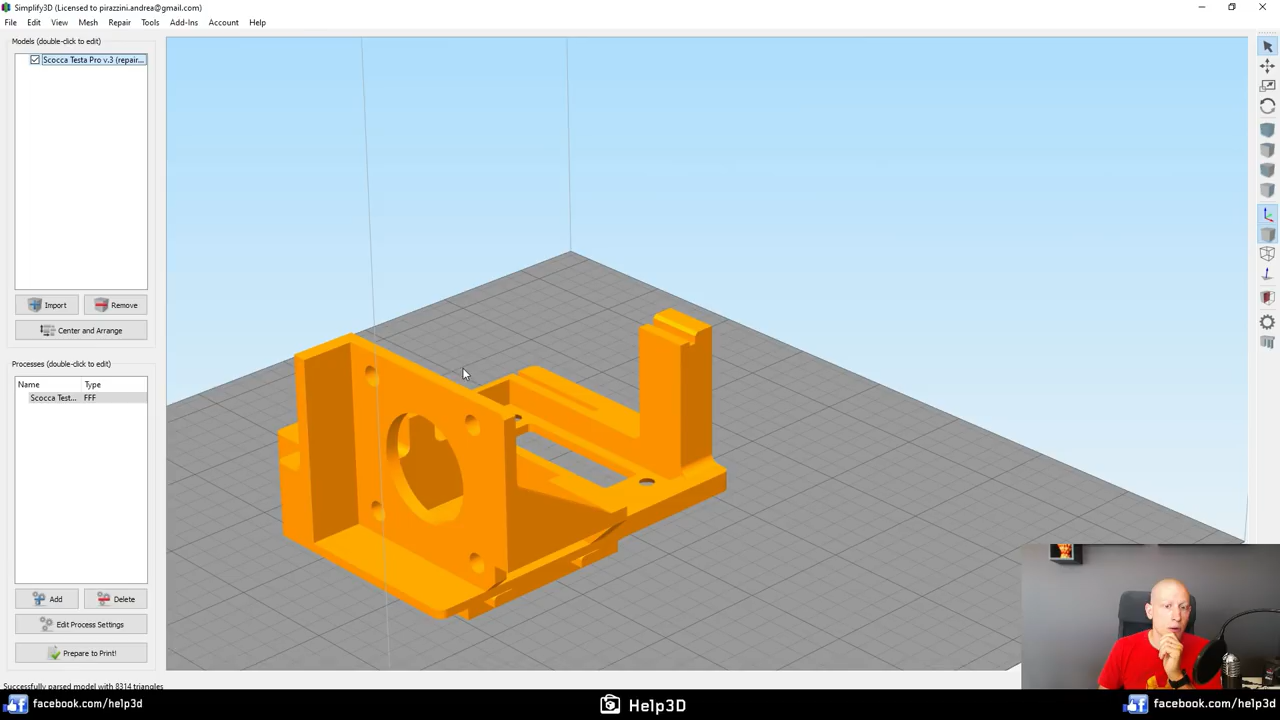 Simplify3D (Licensed to pirazzini.andrea@gmail.com)
File Edit View Mesh Repair Tools Add-Ins Account Help
Models (double-click to edit)
Scocca Testa Pro v.3 (repair...
Import Remove
Center and Arrange
Processes (double-click to edit)
Name Type
Scocca Test... FFF
Add Delete
Edit Process Settings
Prepare to Print!
Successfully parsed model with 8314 triangles
facebook.com/help3d Help3D facebook.com/help3d